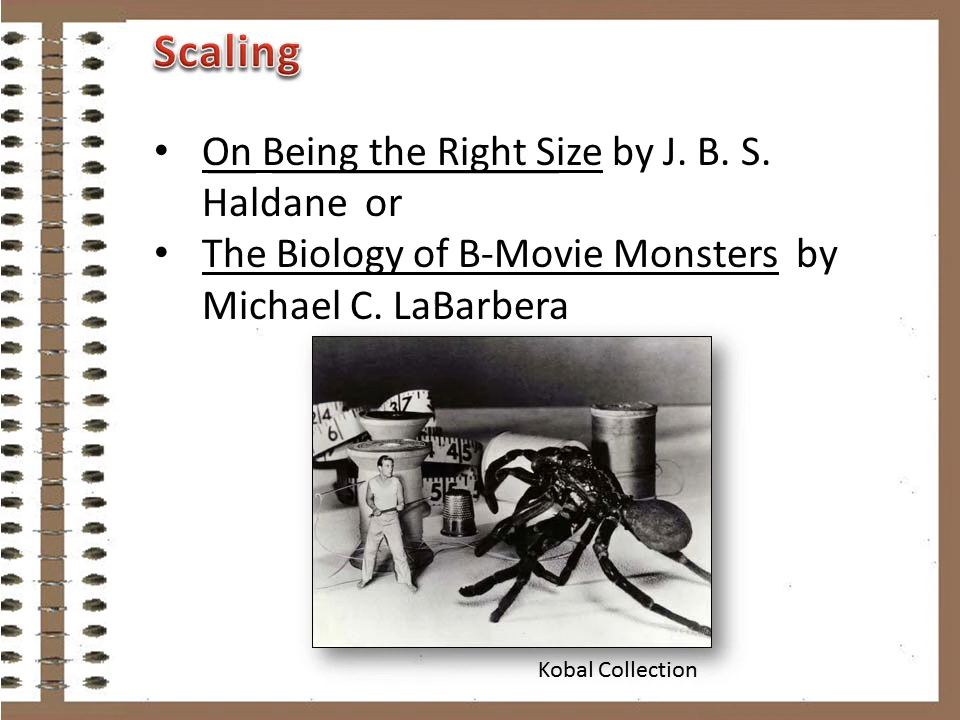 Scaling
• On Being the Right Size by J. B. S.
Haldane or
• The Biology of B-Movie Monsters by
Michael C. LaBarbera
Kobal Collection